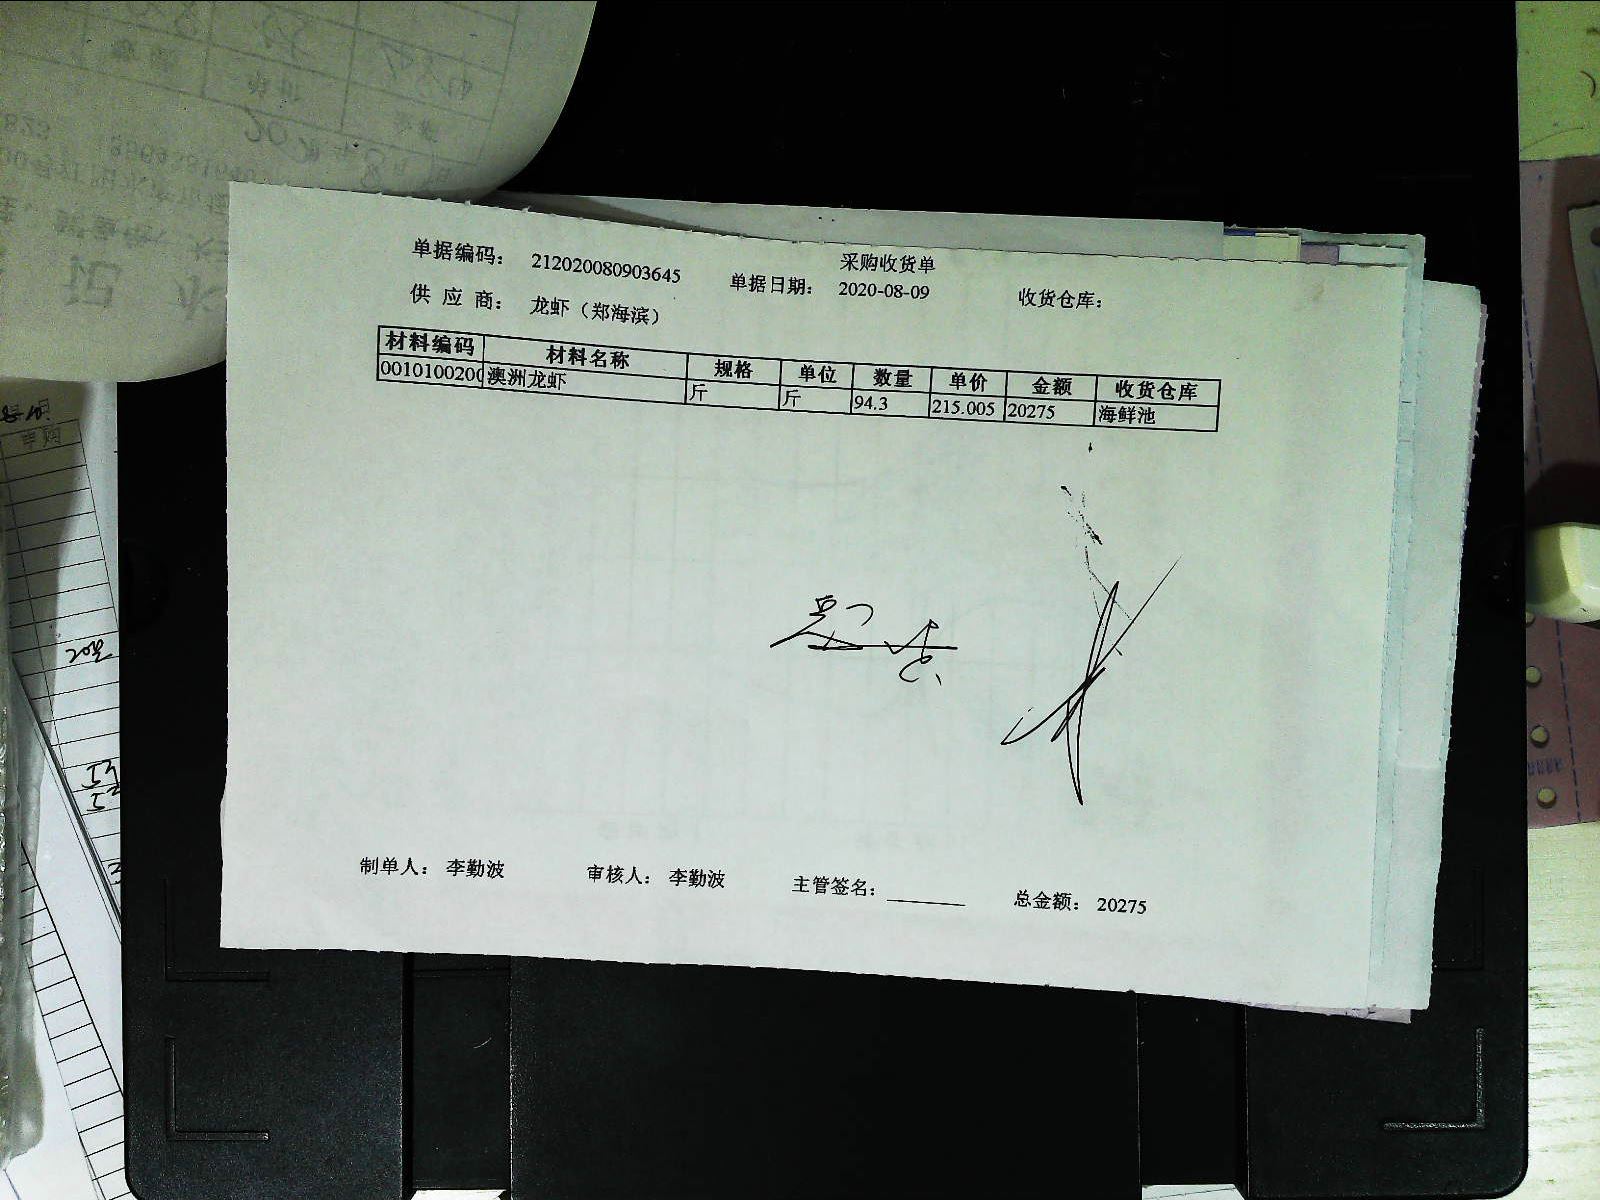 采购收货单
单据编码： 212020080903645 单据日期： 2020-08-09 收货仓库：
供 应 商： 龙虾（郑海滨）
材料编码 材料名称 规格 单位 数量 单价 金额 收货仓库
0010100200 澳洲龙虾 斤 斤 94.3 215.005 20275 海鲜池
制单人： 李勤波 审核人： 李勤波 主管签名： 总金额： 20275